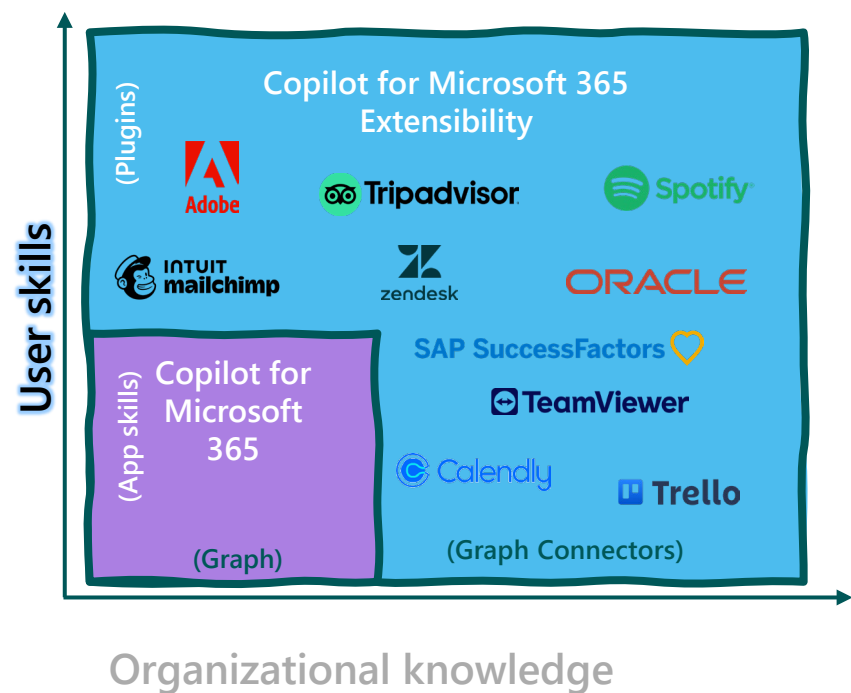 Copilot for Microsoft 365
Extensibility
(Plugins)
Adobe
Tripadvisor
Spotify
INTUIT
mailchimp
zendesk
ORACLE
User skills
SAP SuccessFactors
TeamViewer
Copilot for
Microsoft
365
(App skills)
Calendly
Trello
(Graph)
(Graph Connectors)
Organizational knowledge